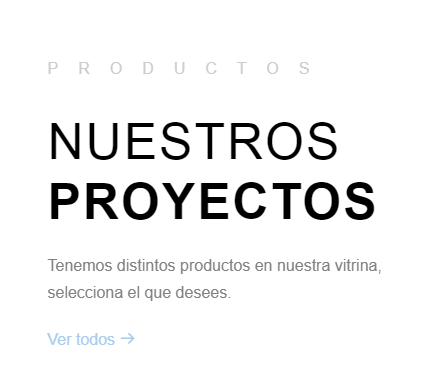 PRODUCTOS
NUESTROS
PROYECTOS
Tenemos distintos productos en nuestra vitrina,
selecciona el que desees.
Ver todos →